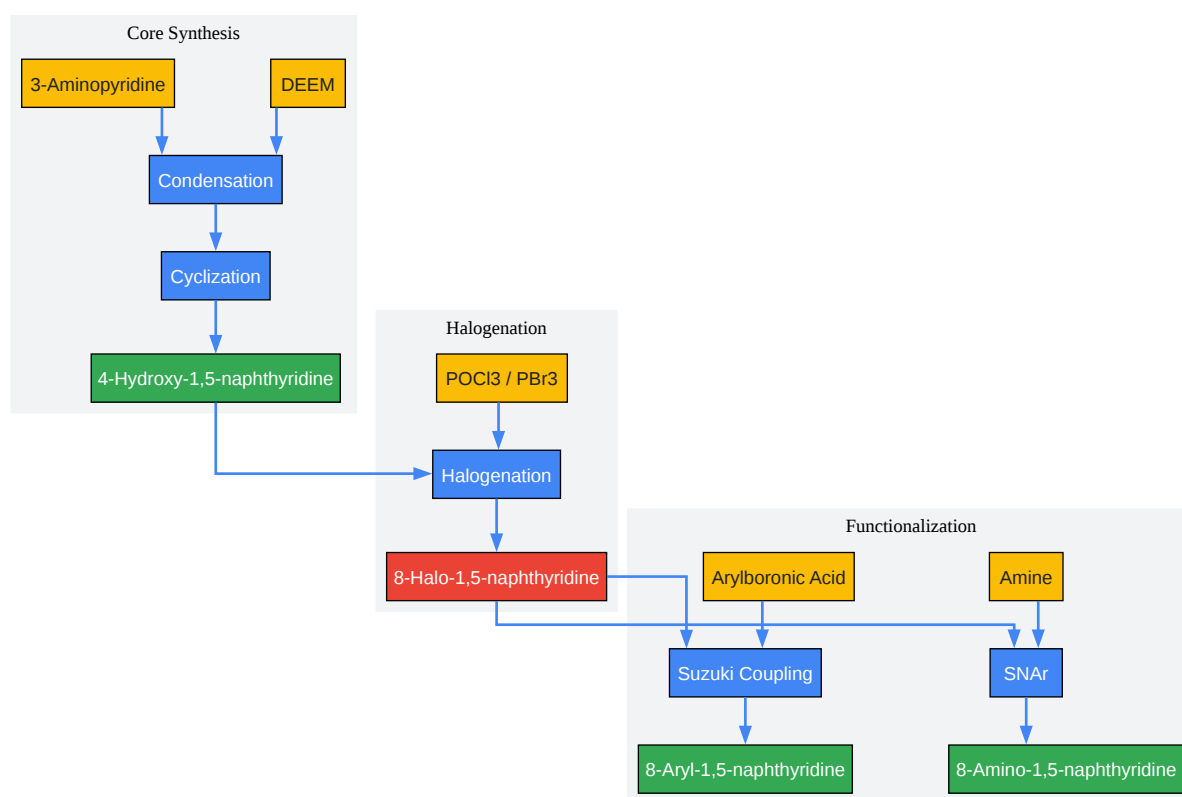 Core Synthesis
3-Aminopyridine
DEEM
Condensation
Cyclization
4-Hydroxy-1,5-naphthyridine
Halogenation
POCl3 / PBr3
Halogenation
8-Halo-1,5-naphthyridine
Functionalization
Arylboronic Acid
Amine
Suzuki Coupling
SNAr
8-Aryl-1,5-naphthyridine
8-Amino-1,5-naphthyridine